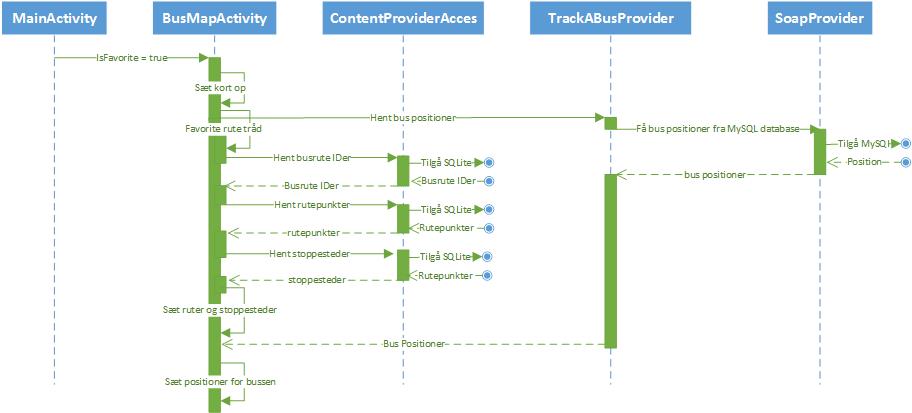 MainActivity
BusMapActivity
ContentProviderAcces
TrackABusProvider
SoapProvider
IsFavorite = true
Sæt kort op
Hent bus positioner
Favorite rute tråd
Få bus positioner fra MySQL database
Tilgå MySQl
Hent busrute IDer
Tilgå SQLite
Position
bus positioner
Busrute IDer
Busrute IDer
Hent rutepunkter
Tilgå SQLite
Rutepunkter
rutepunkter
Hent stoppesteder
Tilgå SQLite
Rutepunkter
stoppesteder
Sæt ruter og stoppesteder
Bus Positioner
Sæt positioner for bussen